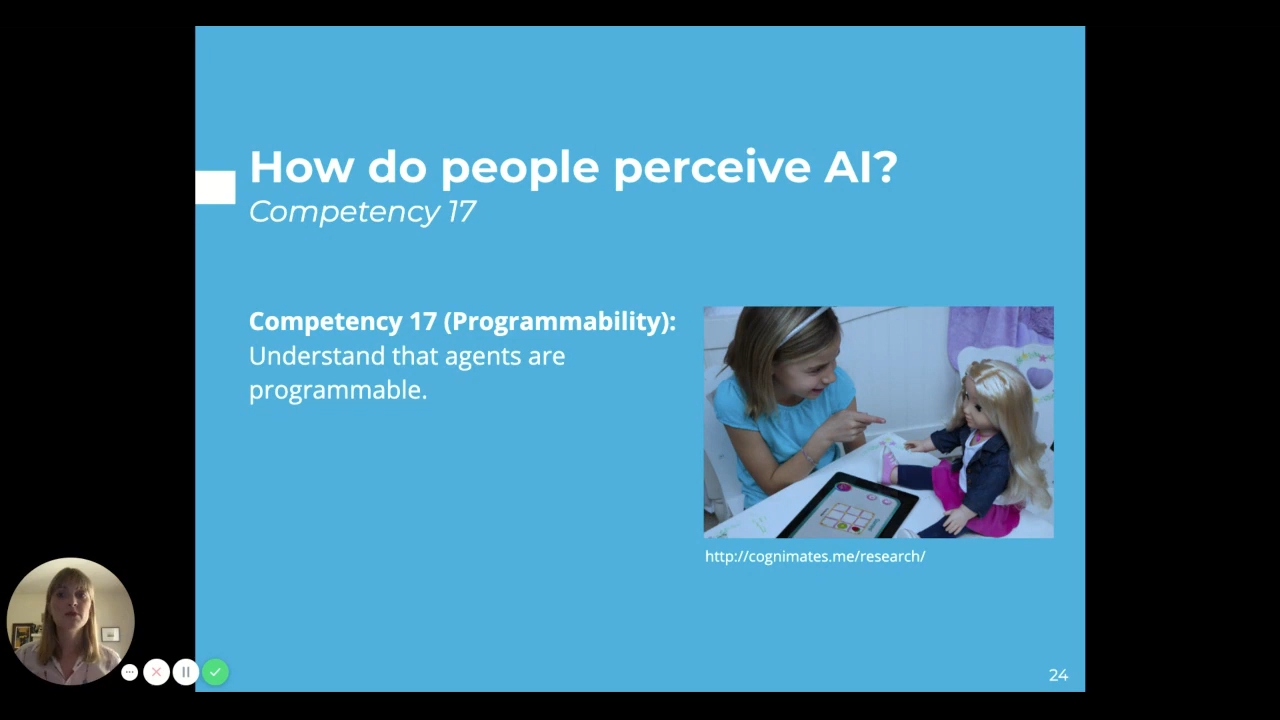 How do people perceive AI?
Competency 17
Competency 17 (Programmability):
Understand that agents are
programmable.
http://cognimates.me/research/
24